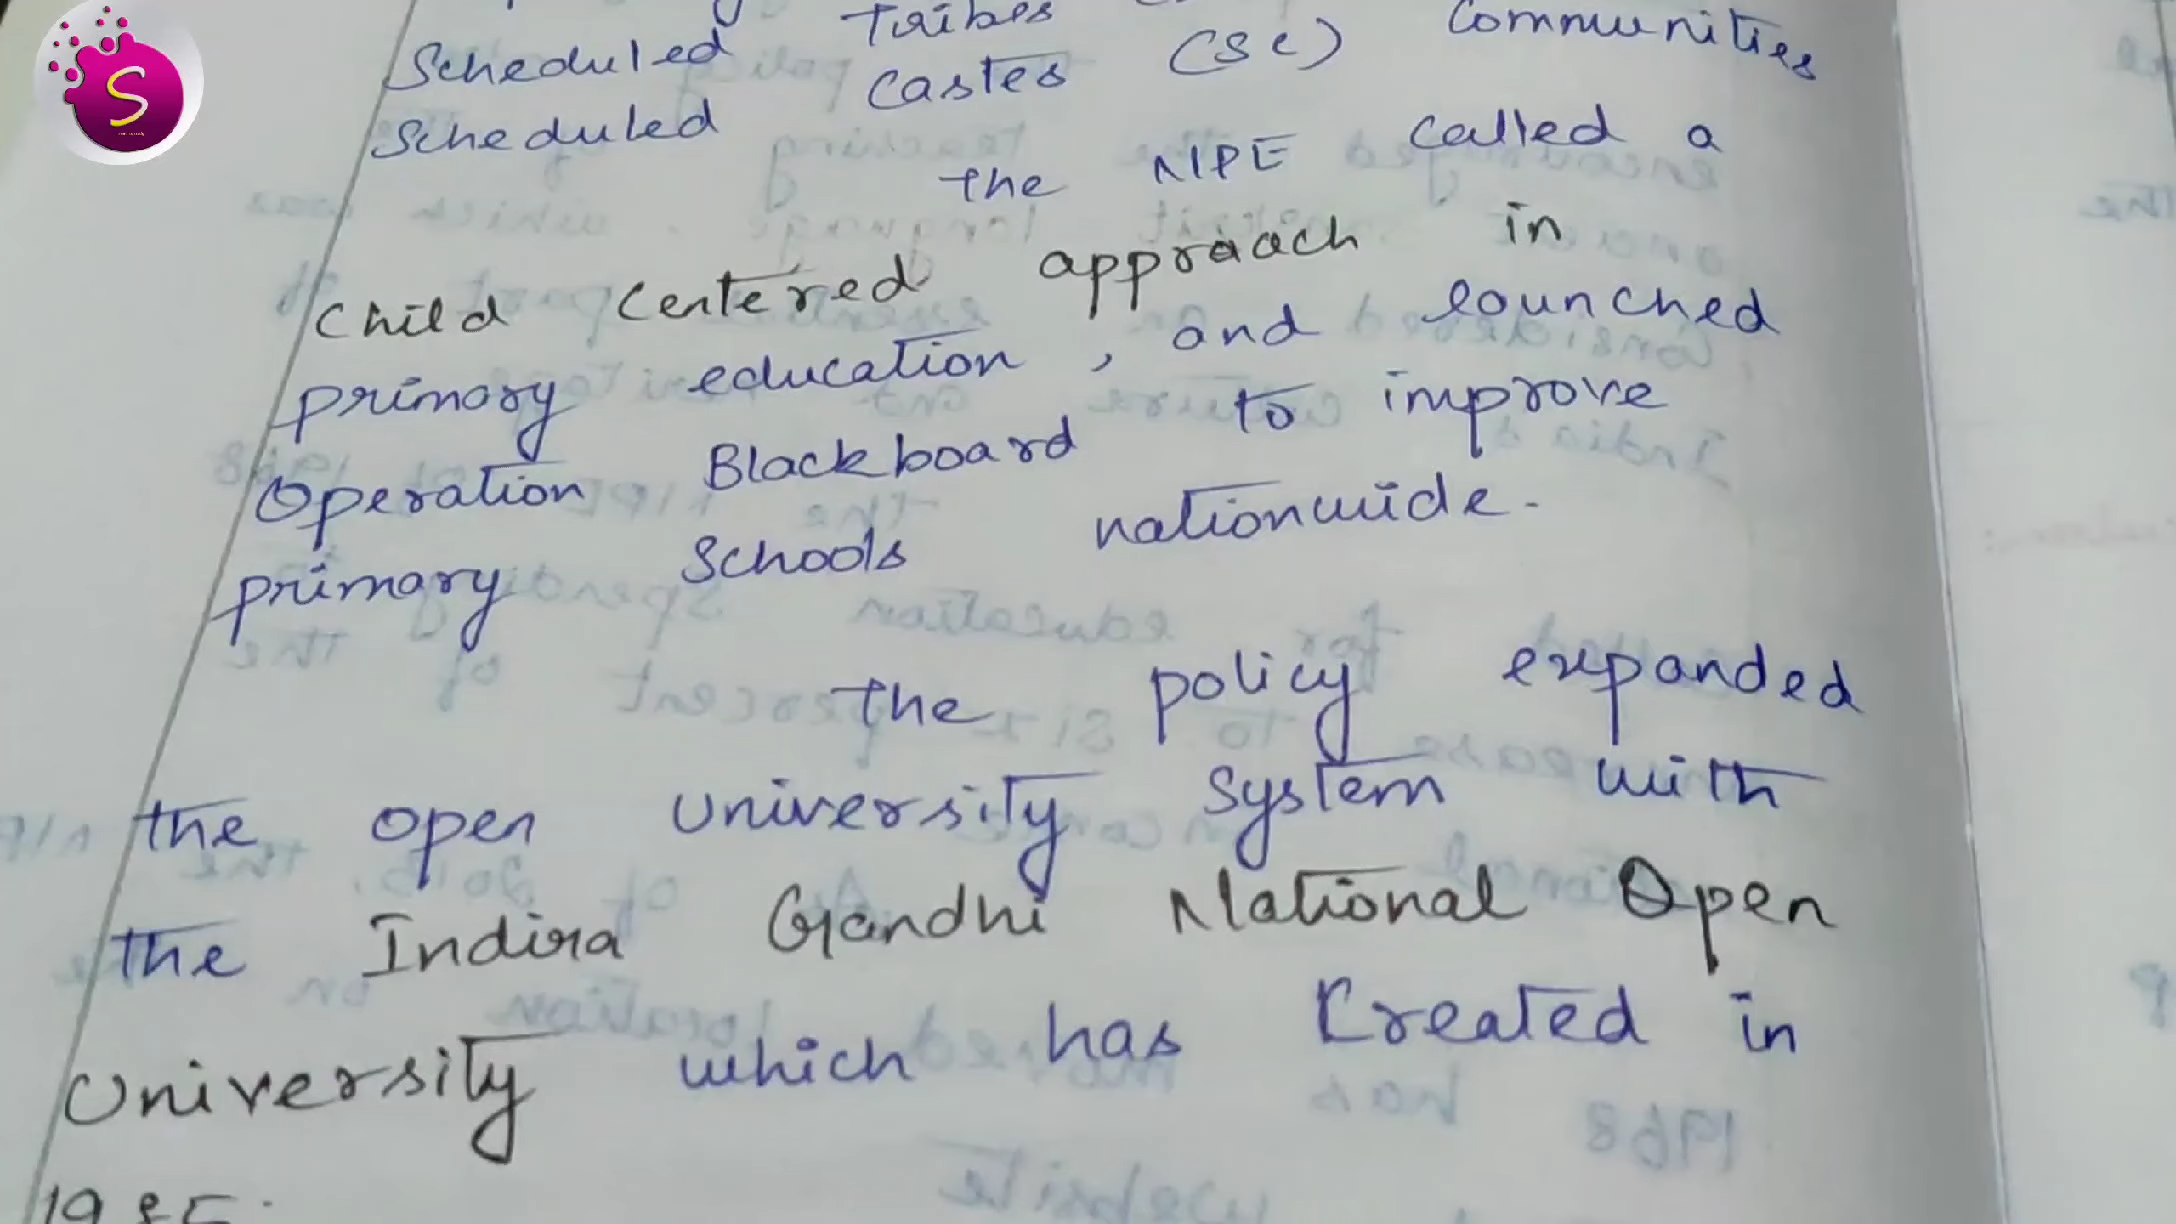 Scheduled Tribes
Scheduled Castes (SC) Communities
the NPE called a
child centered approach in
primary education, and lounched
Operation Blackboard to improve
primary schools nationwide.
the policy expanded
the open university system with
the Indira Gandhi National Open
University which has created in
1985.
S